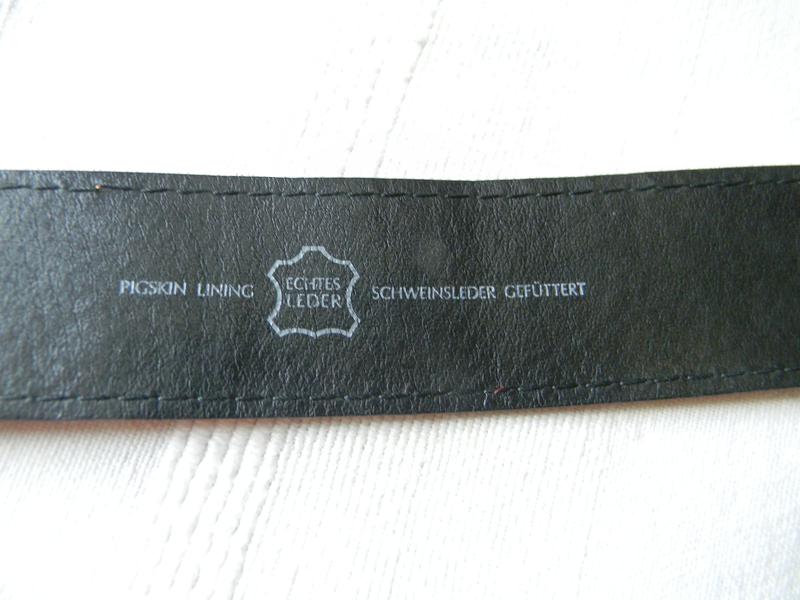 PIGSKIN LINING
ECHTES
LEDER
SCHWEINSLEDER GEFÜTTERT